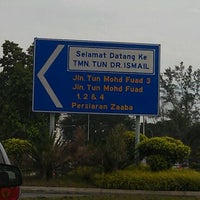 Selamat Datang Ke
TMN. TUN DR. ISMAIL
Jln. Tun Mohd Fuad 3
Jln. Tun Mohd Fuad
1, 2 & 4
Persiaran Zaaba